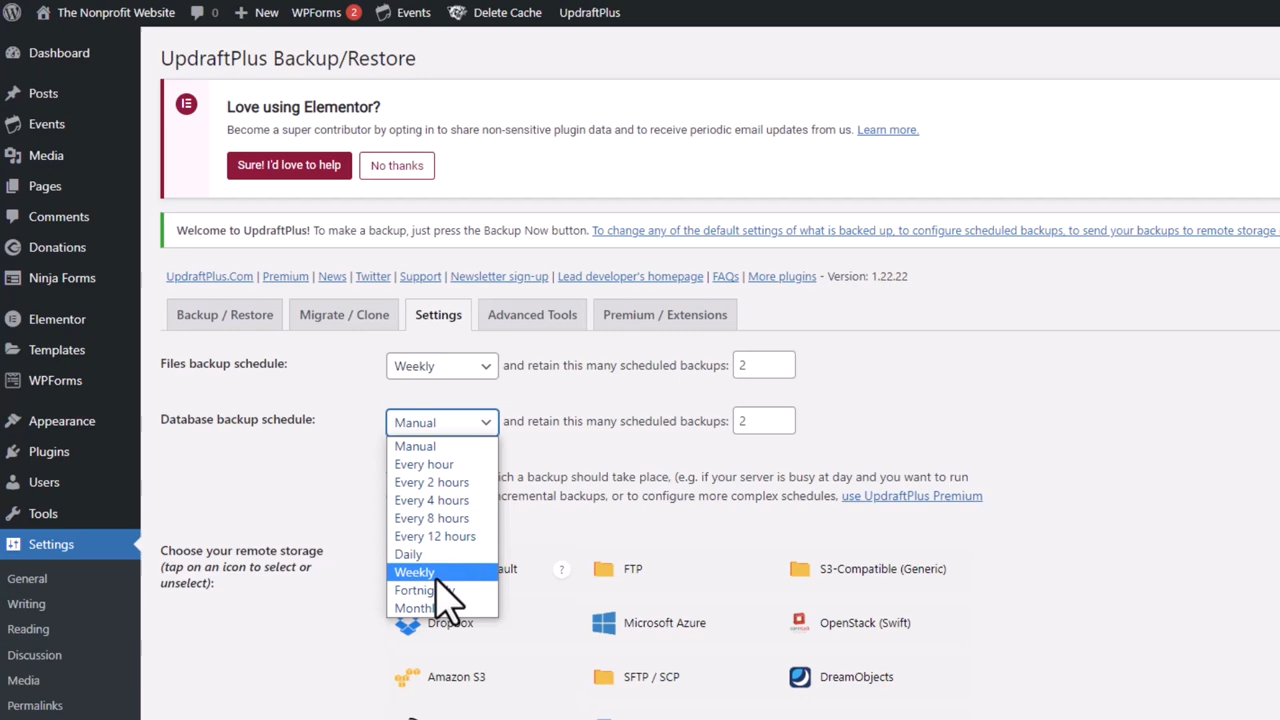 The Nonprofit Website 0 New WPForms 2 Events Delete Cache UpdraftPlus
Dashboard
Posts
Events
Media
Pages
Comments
Donations
Ninja Forms
Elementor
Templates
WPForms
Appearance
Plugins
Users
Tools
Settings
General
Writing
Reading
Discussion
Media
Permalinks
UpdraftPlus Backup/Restore
Love using Elementor?
Become a super contributor by opting in to share non-sensitive plugin data and to receive periodic email updates from us. Learn more.
Sure! I'd love to help No thanks
Welcome to UpdraftPlus! To make a backup, just press the Backup Now button. To change any of the default settings of what is backed up, to configure scheduled backups, to send your backups to remote storage
UpdraftPlus.Com | Premium | News | Twitter | Support | Newsletter sign-up | Lead developer's homepage | FAQs | More plugins - Version: 1.22.22
Backup / Restore Migrate / Clone Settings Advanced Tools Premium / Extensions
Files backup schedule: Weekly and retain this many scheduled backups: 2
Database backup schedule: Manual and retain this many scheduled backups: 2
Manual
Every hour
Every 2 hours
Every 4 hours
Every 8 hours
Every 12 hours
Daily
Weekly
Month
ch a backup should take place, (e.g. if your server is busy at day and you want to run
cremental backups, or to configure more complex schedules, use UpdraftPlus Premium
Choose your remote storage
(tap on an icon to select or
unselect):
ault ? FTP S3-Compatible (Generic)
Dropbox Microsoft Azure OpenStack (Swift)
Amazon S3 SFTP / SCP DreamObjects